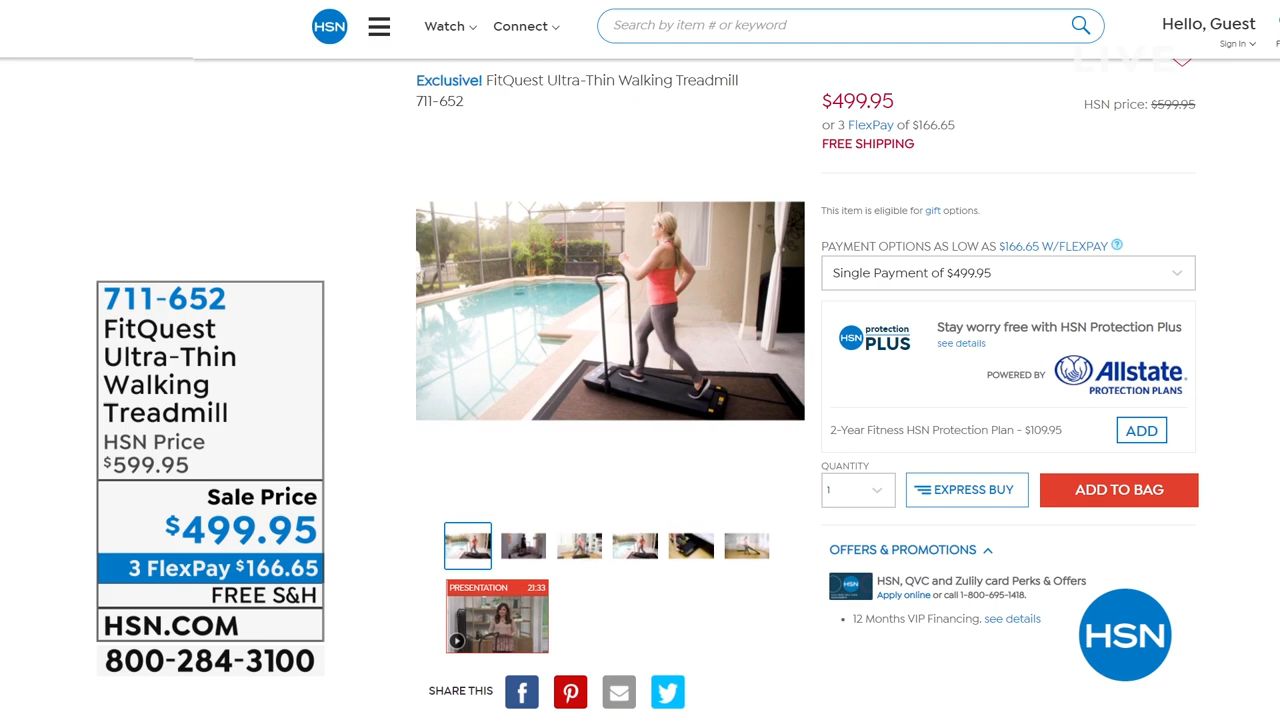 HSN
Watch
Connect
Search by item # or keyword
Hello, Guest
Sign In
LIVE
Exclusive! FitQuest Ultra-Thin Walking Treadmill
711-652
$499.95
HSN price: $599.95
or 3 FlexPay of $166.65
FREE SHIPPING
This item is eligible for gift options.
PAYMENT OPTIONS AS LOW AS $166.65 W/FLEXPAY ?
Single Payment of $499.95
HSN protection PLUS
Stay worry free with HSN Protection Plus
see details
POWERED BY Allstate.
PROTECTION PLANS
2-Year Fitness HSN Protection Plan - $109.95
ADD
QUANTITY
1
EXPRESS BUY
ADD TO BAG
OFFERS & PROMOTIONS
HSN
HSN, QVC and Zulily card Perks & Offers
Apply online or call 1-800-695-1418.
• 12 Months VIP Financing. see details
HSN
711-652
FitQuest
Ultra-Thin
Walking
Treadmill
HSN Price
$599.95
Sale Price
$499.95
3 FlexPay $166.65
FREE S&H
HSN.COM
800-284-3100
PRESENTATION 21:33
SHARE THIS